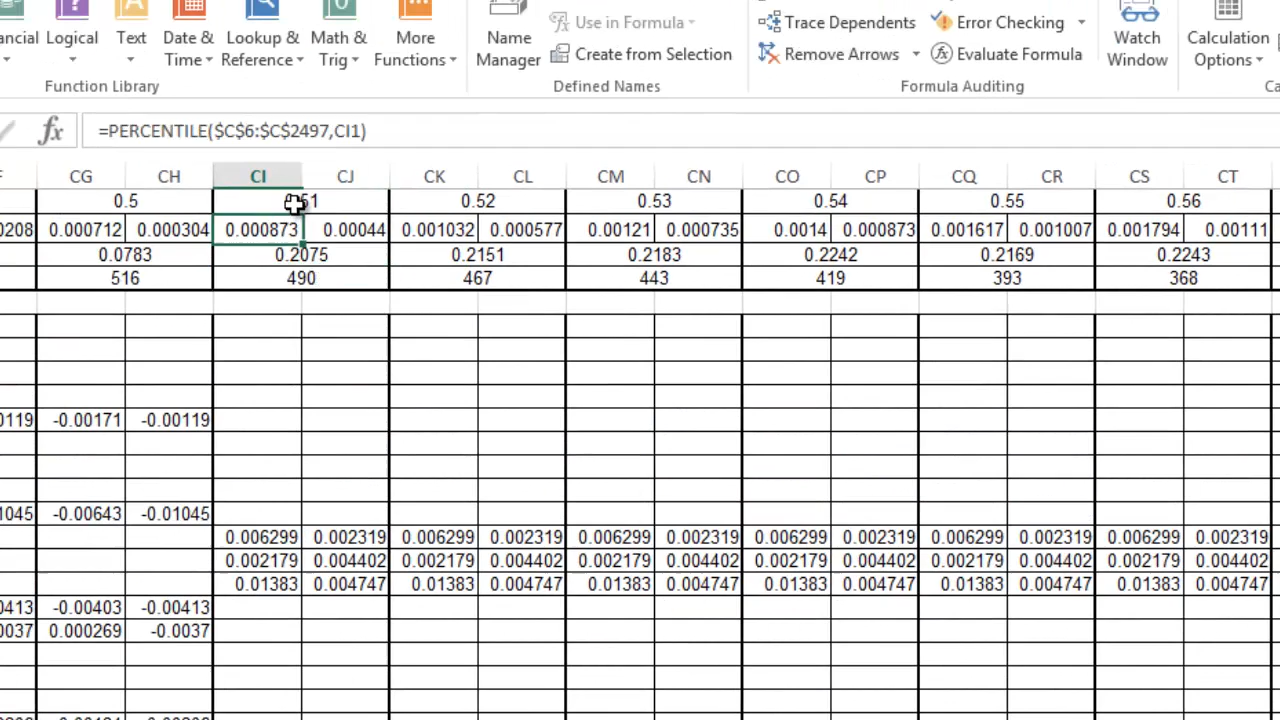 ancial Logical Text Date & Time Lookup & Reference Math & Trig More Functions Name Manager Use in Formula Create from Selection Trace Dependents Remove Arrows Error Checking Evaluate Formula Watch Window Calculation Options
Function Library Defined Names Formula Auditing Ca
fx =PERCENTILE($C$6:$C$2497,CI1)
F CG CH CI CJ CK CL CM CN CO CP CQ CR CS CT
0.5 51 0.52 0.53 0.54 0.55 0.56
0208 0.000712 0.000304 0.000873 0.00044 0.001032 0.000577 0.00121 0.000735 0.0014 0.000873 0.001617 0.001007 0.001794 0.00111
0.0783 0.2075 0.2151 0.2183 0.2242 0.2169 0.2243
516 490 467 443 419 393 368
0119 -0.00171 -0.00119
1045 -0.00643 -0.01045
0.006299 0.002319 0.006299 0.002319 0.006299 0.002319 0.006299 0.002319 0.006299 0.002319 0.006299 0.002319
0.002179 0.004402 0.002179 0.004402 0.002179 0.004402 0.002179 0.004402 0.002179 0.004402 0.002179 0.004402
0.01383 0.004747 0.01383 0.004747 0.01383 0.004747 0.01383 0.004747 0.01383 0.004747 0.01383 0.004747
0413 -0.00403 -0.00413
0037 0.000269 -0.0037